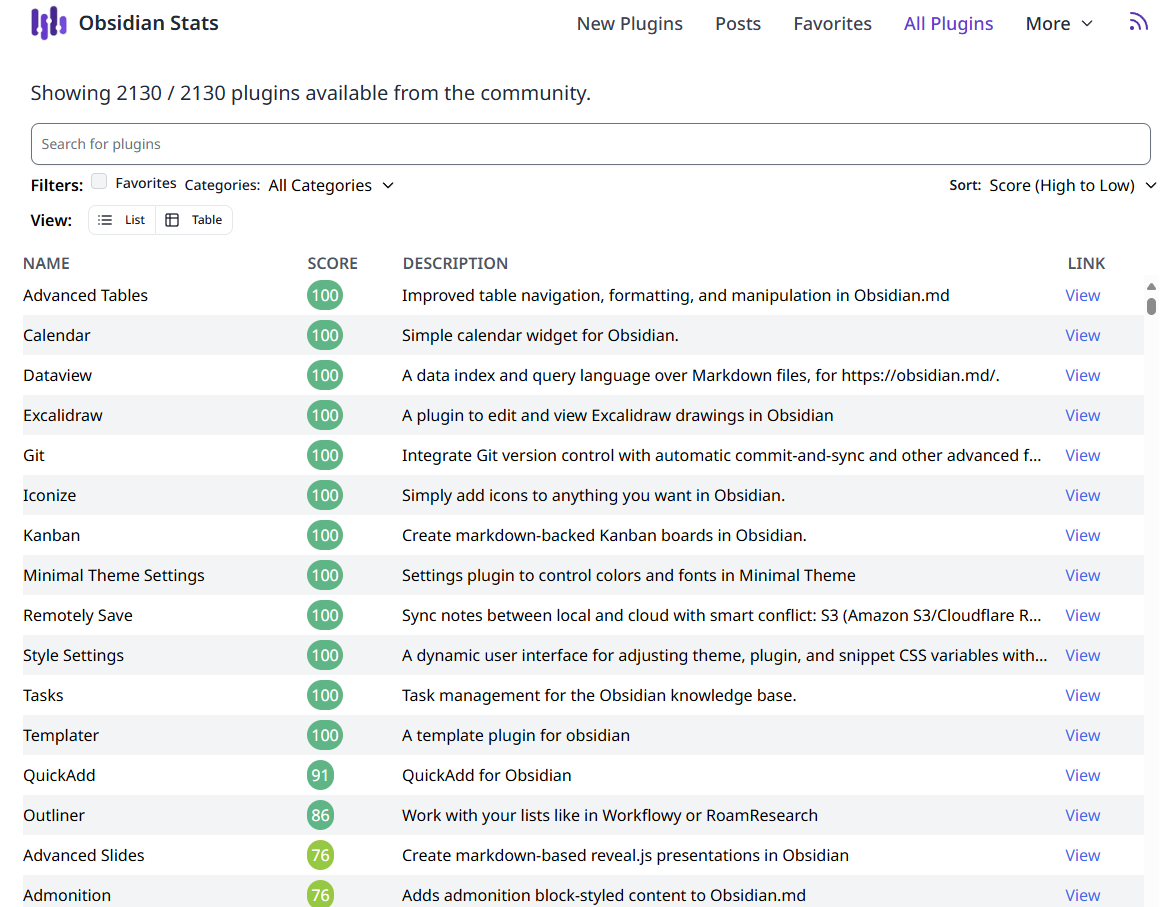 Obsidian Stats New Plugins Posts Favorites All Plugins More
Showing 2130 / 2130 plugins available from the community.
Search for plugins
Filters: Favorites Categories: All Categories Sort: Score (High to Low)
View: List Table
NAME SCORE DESCRIPTION LINK
Advanced Tables 100 Improved table navigation, formatting, and manipulation in Obsidian.md View
Calendar 100 Simple calendar widget for Obsidian. View
Dataview 100 A data index and query language over Markdown files, for https://obsidian.md/. View
Excalidraw 100 A plugin to edit and view Excalidraw drawings in Obsidian View
Git 100 Integrate Git version control with automatic commit-and-sync and other advanced f... View
Iconize 100 Simply add icons to anything you want in Obsidian. View
Kanban 100 Create markdown-backed Kanban boards in Obsidian. View
Minimal Theme Settings 100 Settings plugin to control colors and fonts in Minimal Theme View
Remotely Save 100 Sync notes between local and cloud with smart conflict: S3 (Amazon S3/Cloudflare R... View
Style Settings 100 A dynamic user interface for adjusting theme, plugin, and snippet CSS variables with... View
Tasks 100 Task management for the Obsidian knowledge base. View
Templater 100 A template plugin for obsidian View
QuickAdd 91 QuickAdd for Obsidian View
Outliner 86 Work with your lists like in Workflowy or RoamResearch View
Advanced Slides 76 Create markdown-based reveal.js presentations in Obsidian View
Admonition 76 Adds admonition block-styled content to Obsidian.md View